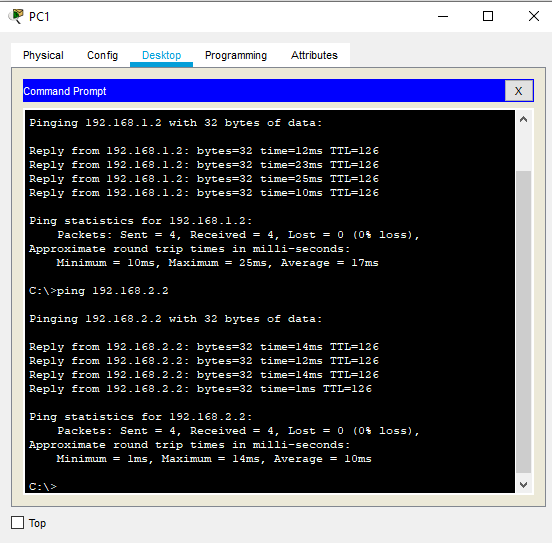 PC1
Physical Config Desktop Programming Attributes
Command Prompt X
Pinging 192.168.1.2 with 32 bytes of data:
Reply from 192.168.1.2: bytes=32 time=12ms TTL=126
Reply from 192.168.1.2: bytes=32 time=23ms TTL=126
Reply from 192.168.1.2: bytes=32 time=25ms TTL=126
Reply from 192.168.1.2: bytes=32 time=10ms TTL=126
Ping statistics for 192.168.1.2:
Packets: Sent = 4, Received = 4, Lost = 0 (0% loss),
Approximate round trip times in milli-seconds:
Minimum = 10ms, Maximum = 25ms, Average = 17ms
C:\>ping 192.168.2.2
Pinging 192.168.2.2 with 32 bytes of data:
Reply from 192.168.2.2: bytes=32 time=14ms TTL=126
Reply from 192.168.2.2: bytes=32 time=12ms TTL=126
Reply from 192.168.2.2: bytes=32 time=14ms TTL=126
Reply from 192.168.2.2: bytes=32 time=1ms TTL=126
Ping statistics for 192.168.2.2:
Packets: Sent = 4, Received = 4, Lost = 0 (0% loss),
Approximate round trip times in milli-seconds:
Minimum = 1ms, Maximum = 14ms, Average = 10ms
C:\>
Top